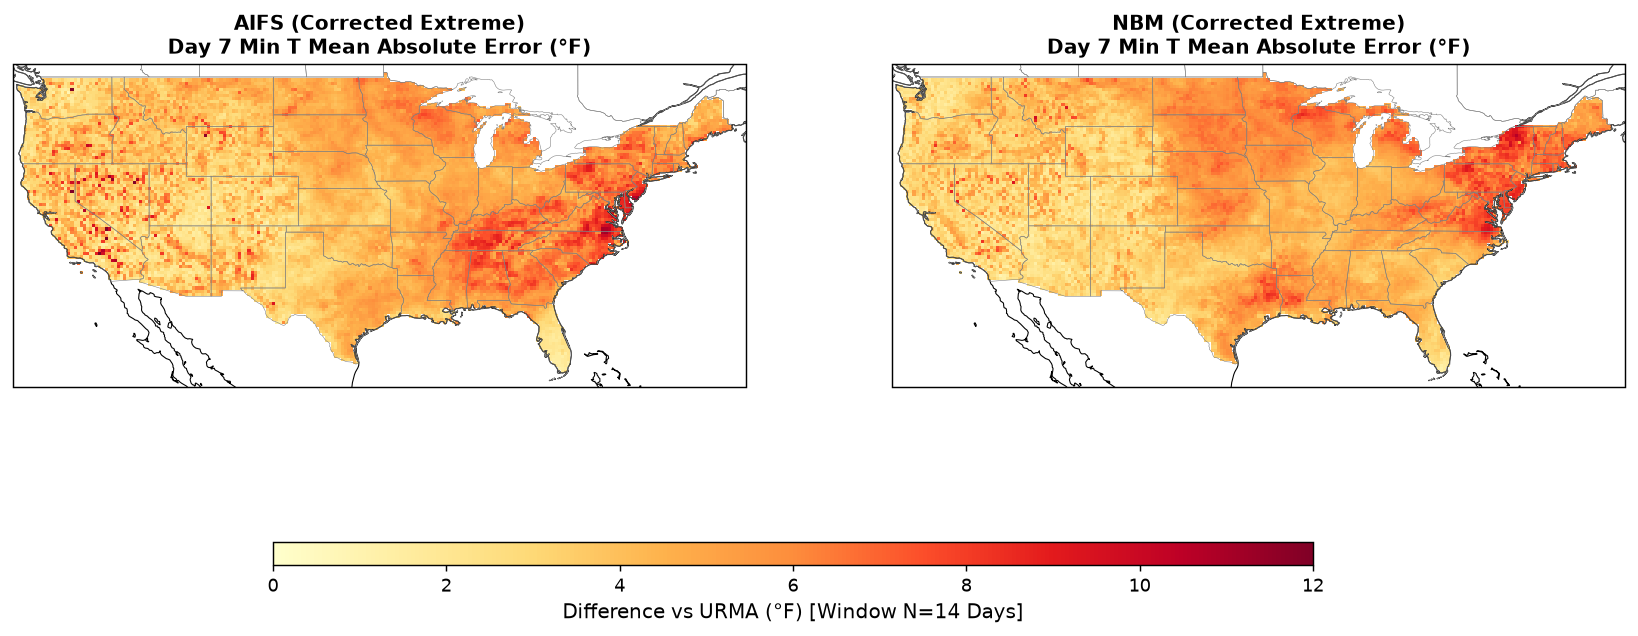 AIFS (Corrected Extreme)
Day 7 Min T Mean Absolute Error (°F)
NBM (Corrected Extreme)
Day 7 Min T Mean Absolute Error (°F)
0 2 4 6 8 10 12
Difference vs URMA (°F) [Window N=14 Days]